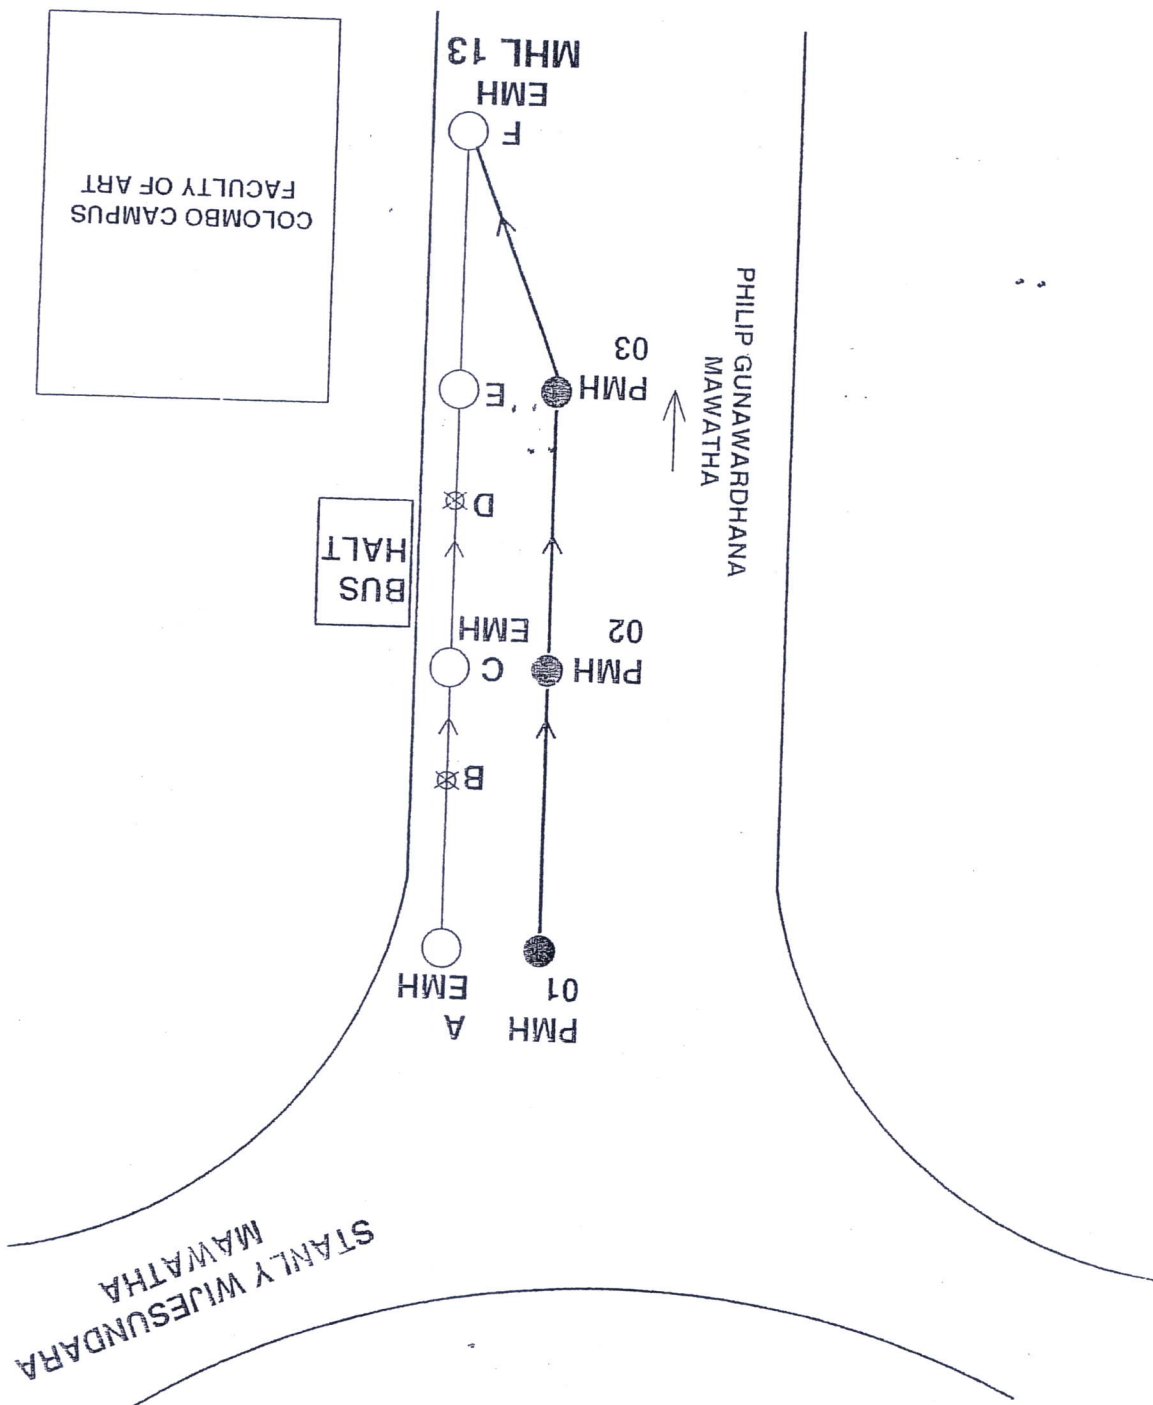 STANLY WIJESUNDARA
MAWATHA
PMH
01
A
EMH
B
PMH
02
C
EMH
BUS
HALT
D
PHILIP GUNAWARDHANA
MAWATHA
PMH
03
E
COLOMBO CAMPUS
FACULTY OF ART
F
EMH
MHL 13